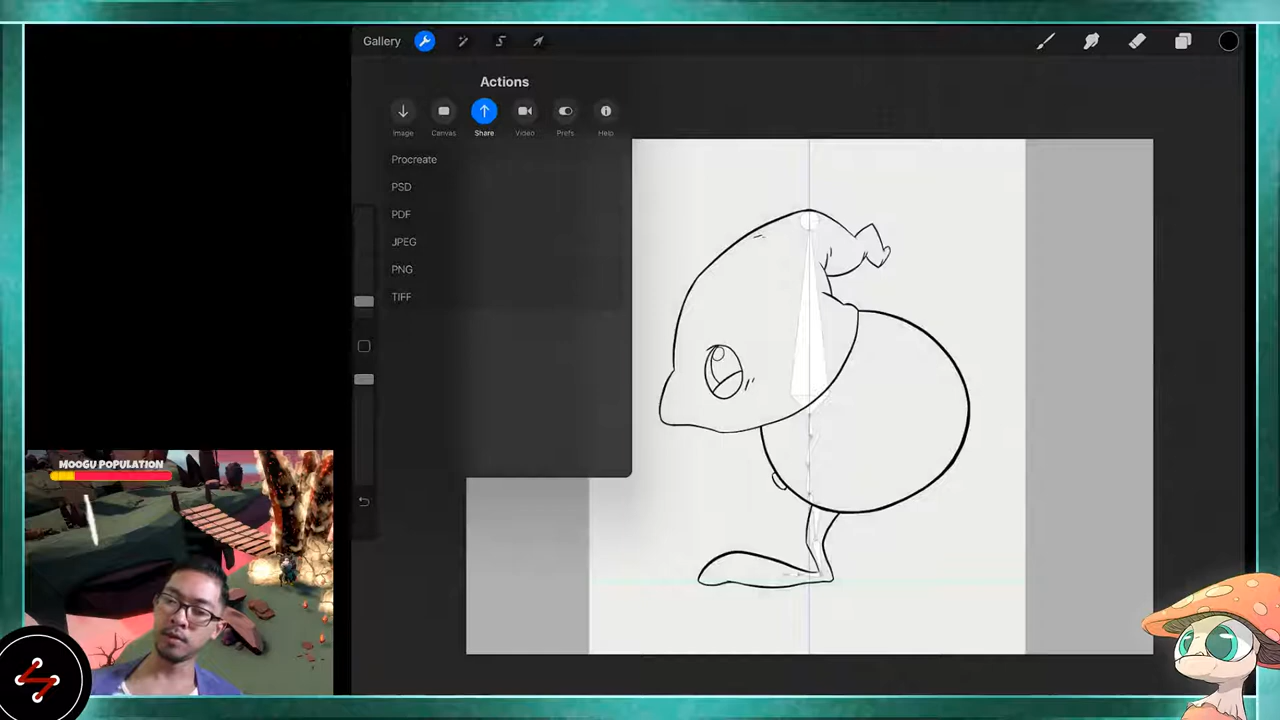 Gallery
Actions
Image Canvas Share Video Prefs Help
Procreate
PSD
PDF
JPEG
PNG
TIFF
MOOGU POPULATION